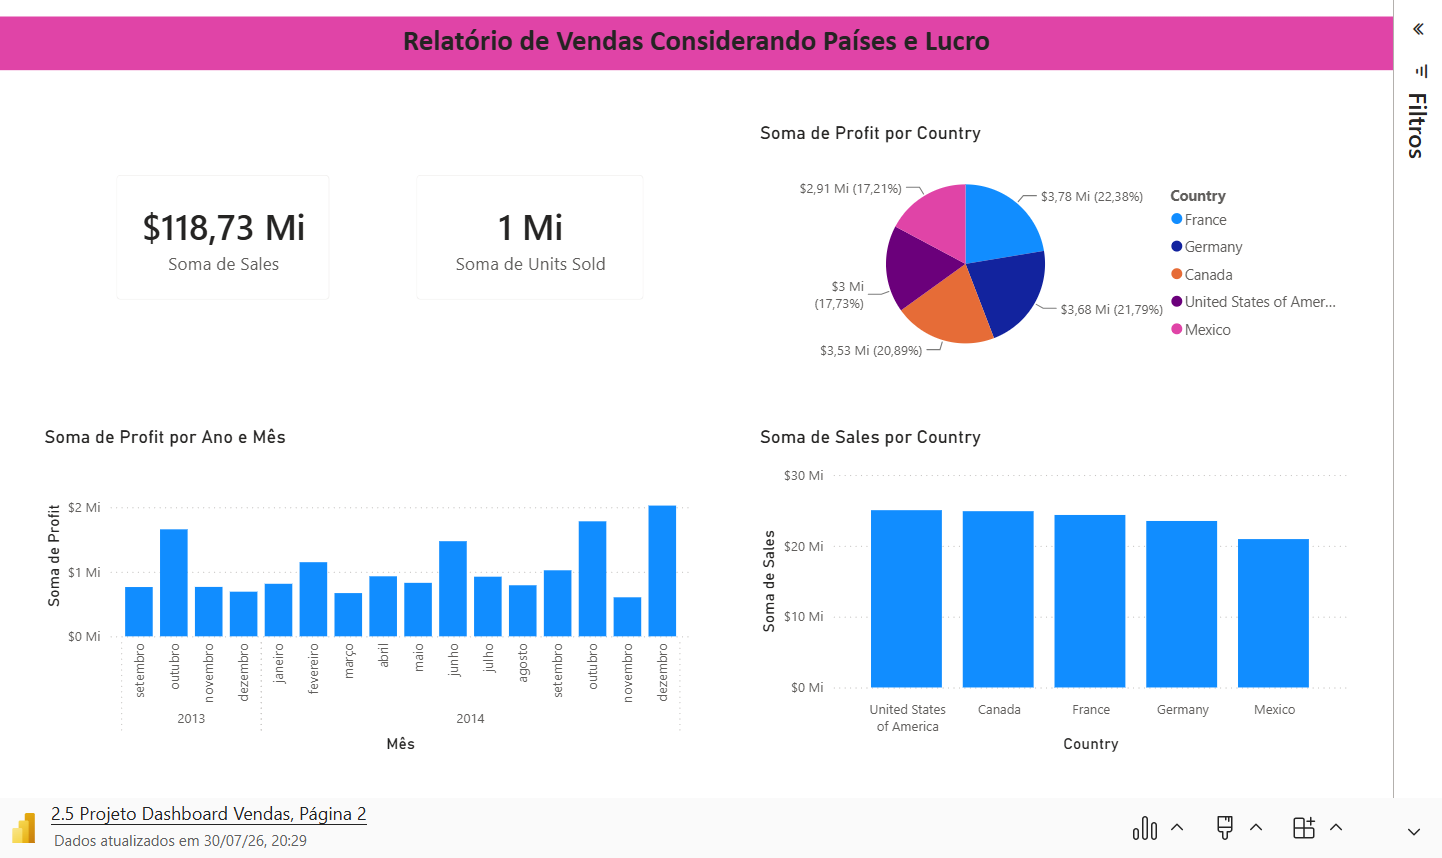 Relatório de Vendas Considerando Países e Lucro
Filtros
$118,73 Mi
Soma de Sales
1 Mi
Soma de Units Sold
Soma de Profit por Country
$2,91 Mi (17,21%)
$3,78 Mi (22,38%)
$3 Mi
(17,73%)
$3,68 Mi (21,79%)
$3,53 Mi (20,89%)
Country
France
Germany
Canada
United States of Amer...
Mexico
Soma de Profit por Ano e Mês
Soma de Profit
$2 Mi
$1 Mi
$0 Mi
setembro
outubro
novembro
dezembro
janeiro
fevereiro
março
abril
maio
junho
julho
agosto
setembro
outubro
novembro
dezembro
2013
2014
Mês
Soma de Sales por Country
Soma de Sales
$30 Mi
$20 Mi
$10 Mi
$0 Mi
United States
of America
Canada
France
Germany
Mexico
Country
2.5 Projeto Dashboard Vendas, Página 2
Dados atualizados em 30/07/26, 20:29